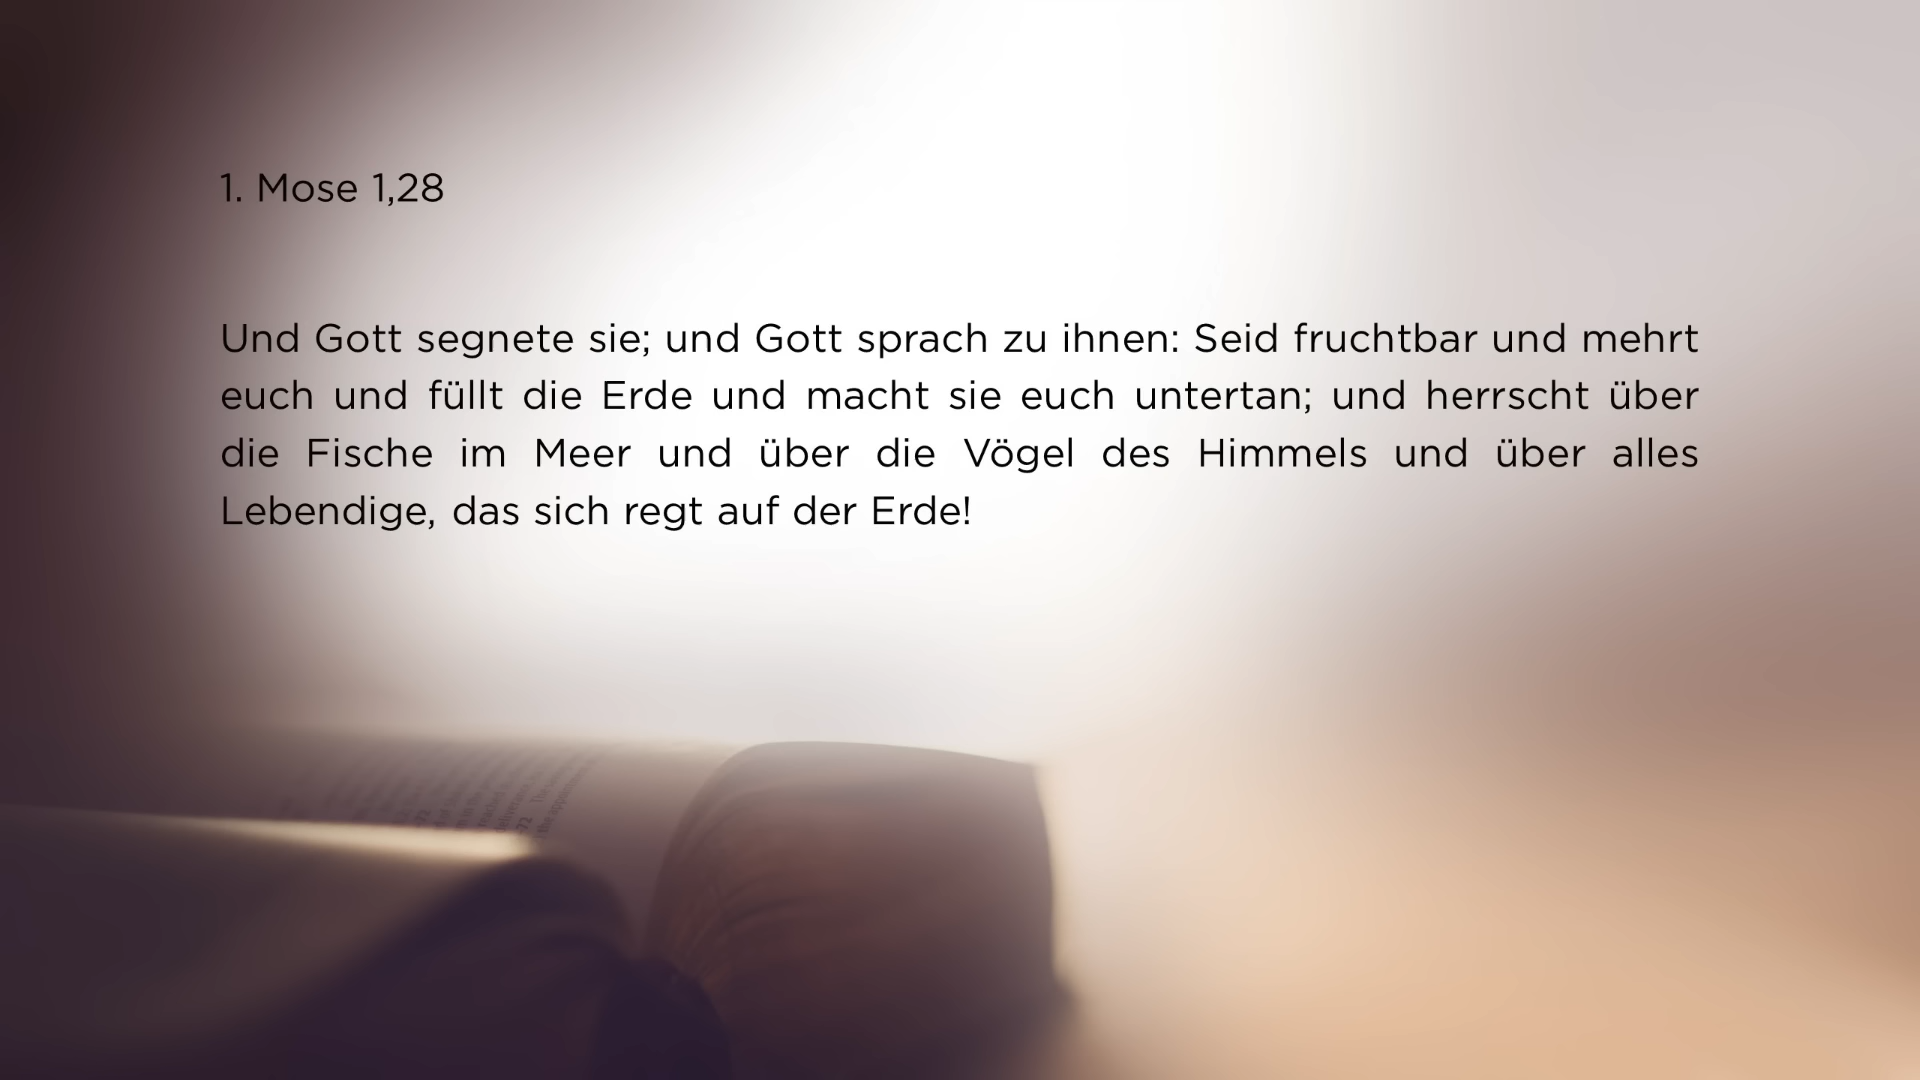 1. Mose 1,28
Und Gott segnete sie; und Gott sprach zu ihnen: Seid fruchtbar und mehrt
euch und füllt die Erde und macht sie euch untertan; und herrscht über
die Fische im Meer und über die Vögel des Himmels und über alles
Lebendige, das sich regt auf der Erde!